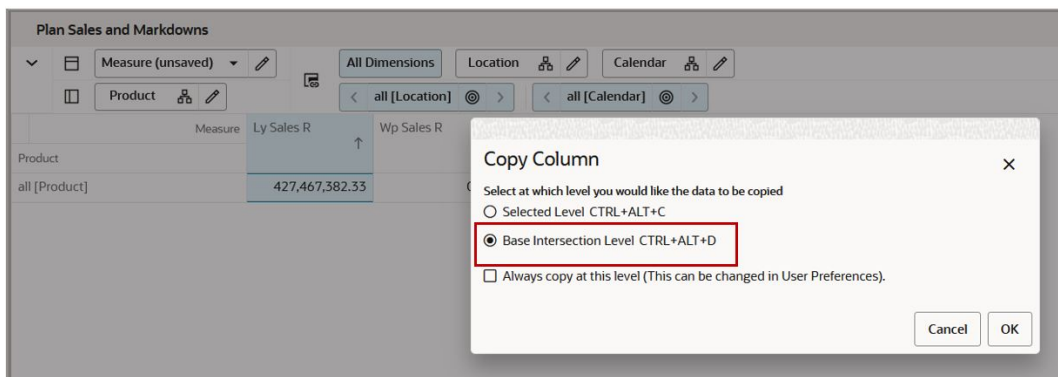 Plan Sales and Markdowns
Measure (unsaved) All Dimensions Location Calendar
Product all [Location] all [Calendar]
Measure Ly Sales R Wp Sales R
Product
all [Product] 427,467,382.33
Copy Column
Select at which level you would like the data to be copied
Selected Level CTRL+ALT+C
Base Intersection Level CTRL+ALT+D
Always copy at this level (This can be changed in User Preferences).
Cancel OK